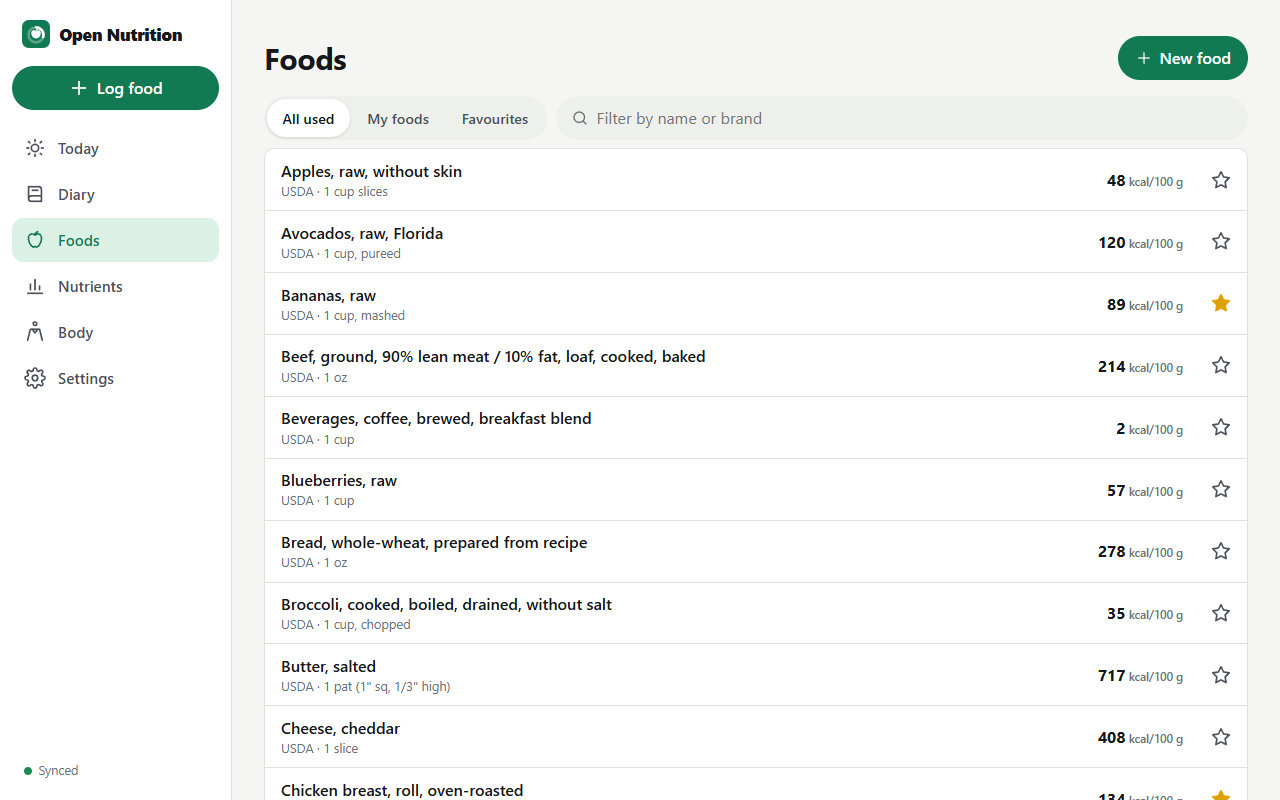 Open Nutrition
Log food
Today
Diary
Foods
Nutrients
Body
Settings
Synced
Foods
New food
All used
My foods
Favourites
Filter by name or brand
Apples, raw, without skin
USDA · 1 cup slices
48 kcal/100 g
Avocados, raw, Florida
USDA · 1 cup, pureed
120 kcal/100 g
Bananas, raw
USDA · 1 cup, mashed
89 kcal/100 g
Beef, ground, 90% lean meat / 10% fat, loaf, cooked, baked
USDA · 1 oz
214 kcal/100 g
Beverages, coffee, brewed, breakfast blend
USDA · 1 cup
2 kcal/100 g
Blueberries, raw
USDA · 1 cup
57 kcal/100 g
Bread, whole-wheat, prepared from recipe
USDA · 1 oz
278 kcal/100 g
Broccoli, cooked, boiled, drained, without salt
USDA · 1 cup, chopped
35 kcal/100 g
Butter, salted
USDA · 1 pat (1" sq, 1/3" high)
717 kcal/100 g
Cheese, cheddar
USDA · 1 slice
408 kcal/100 g
Chicken breast, roll, oven-roasted
134 kcal/100 g